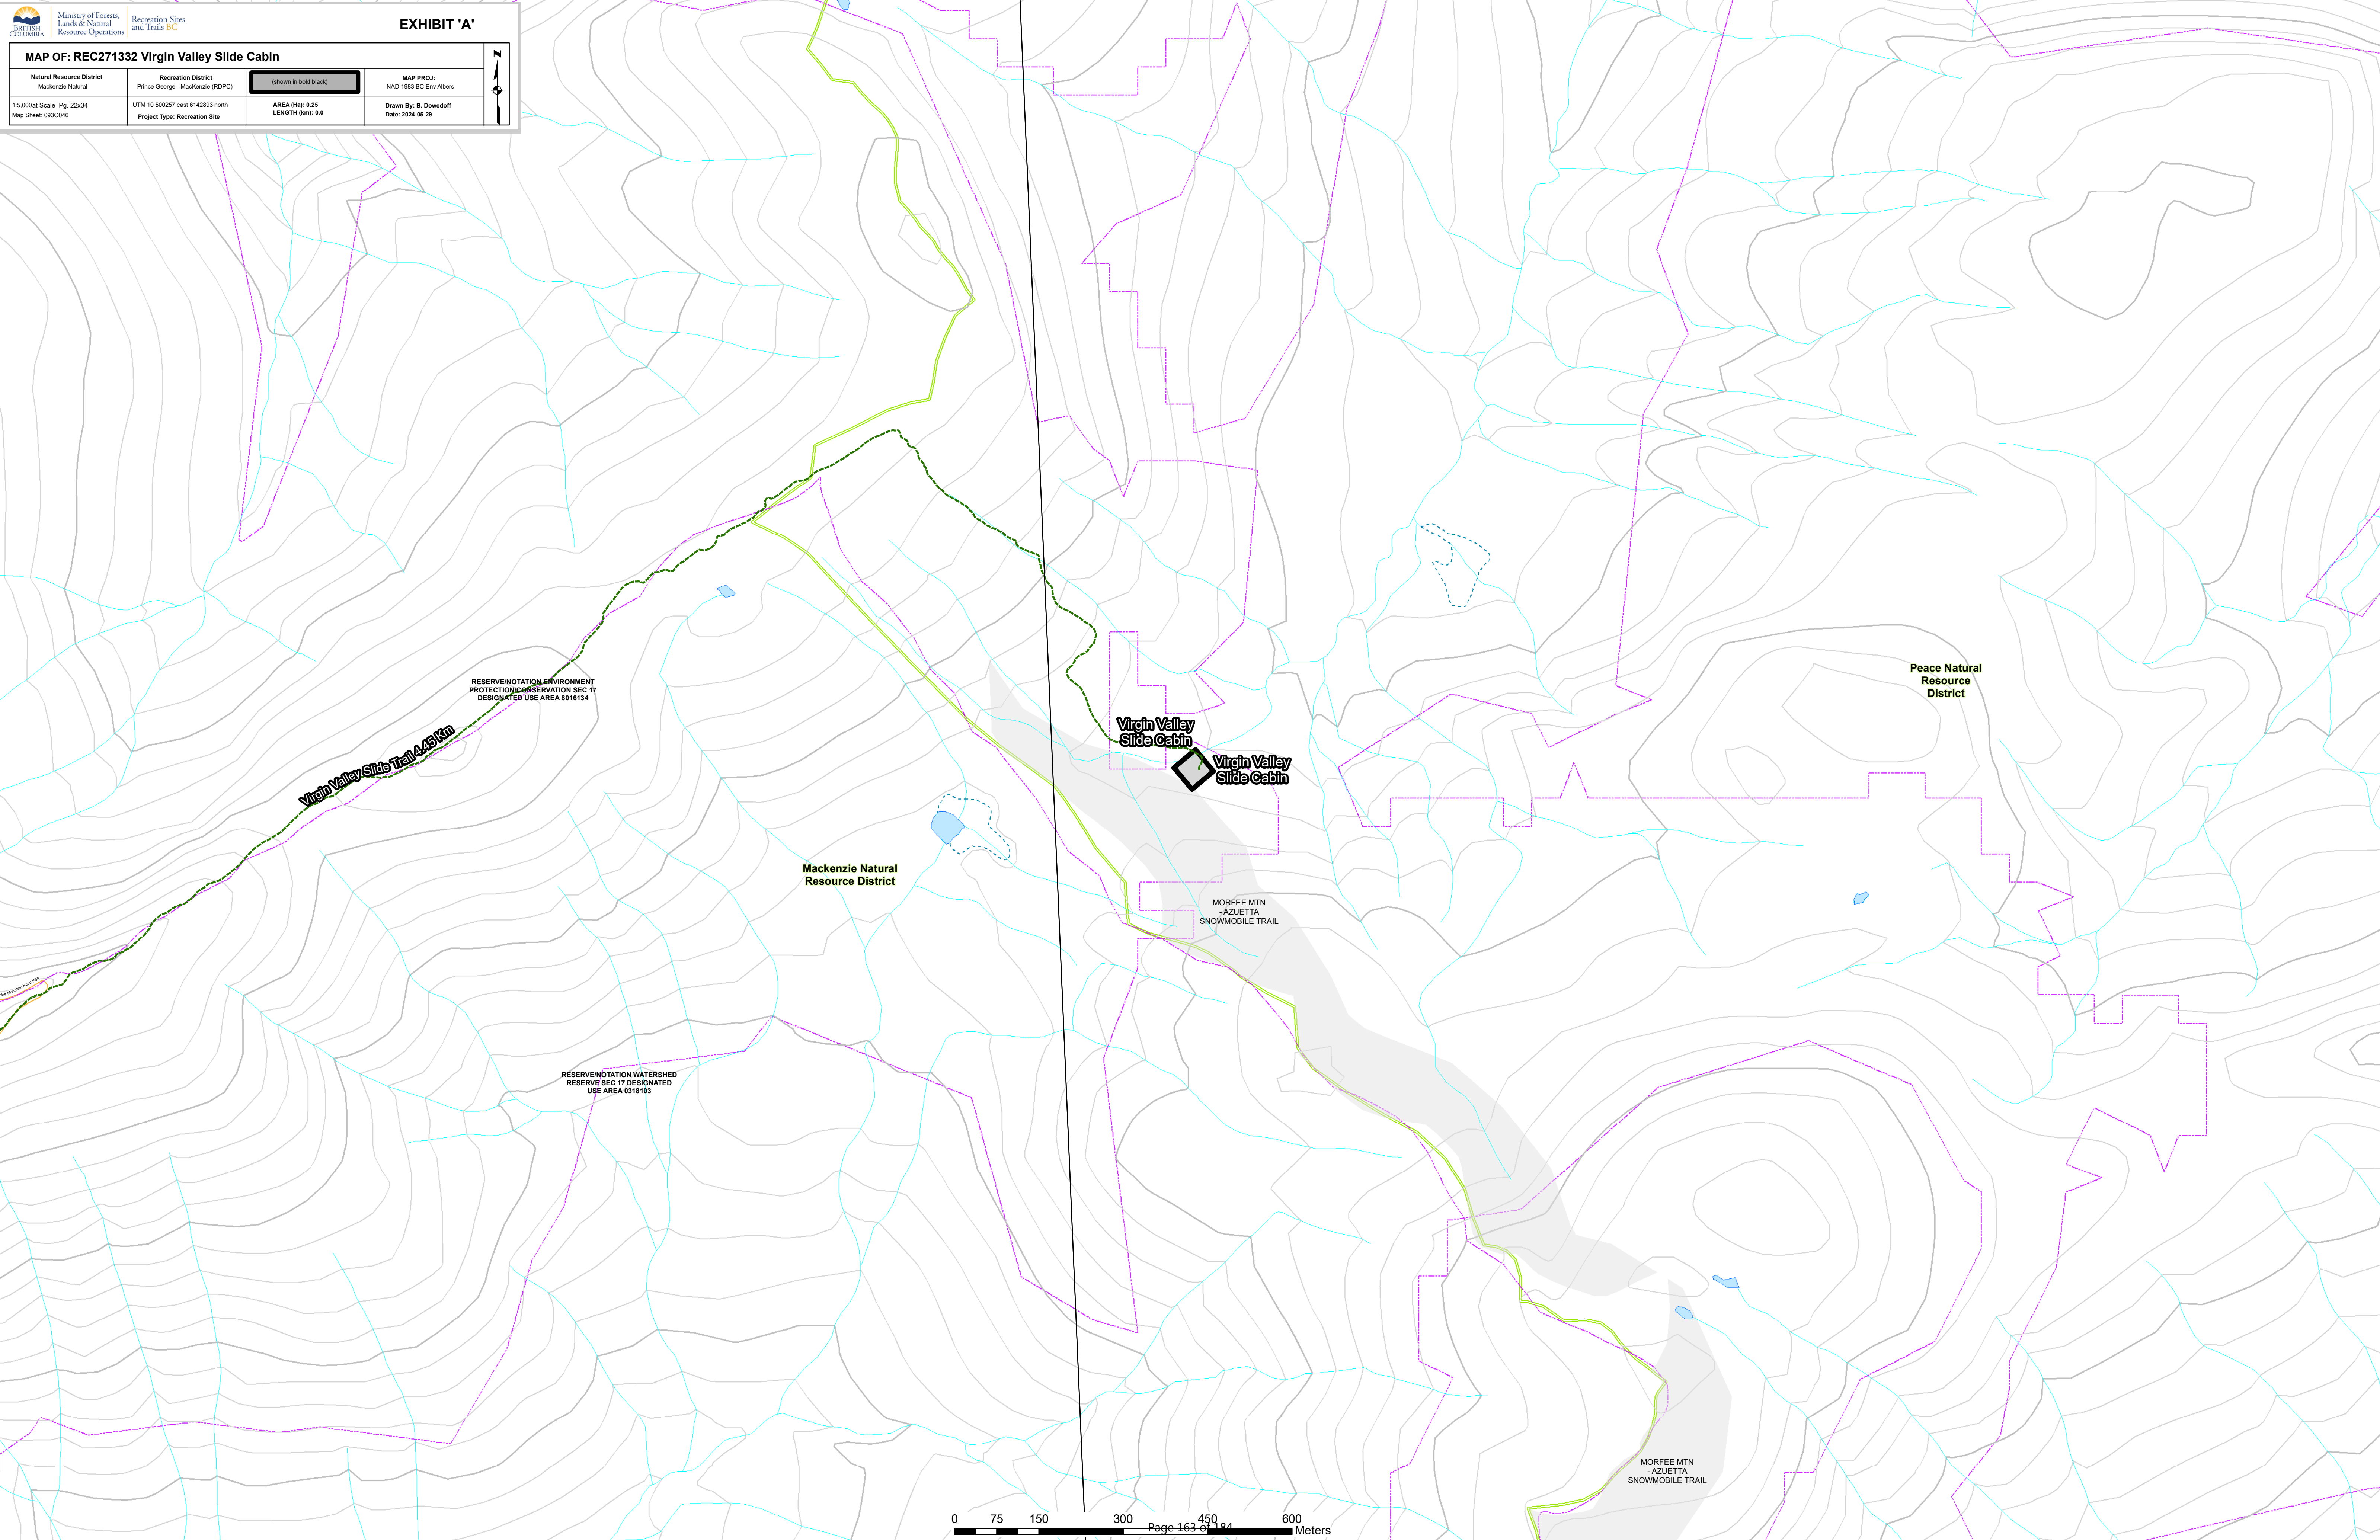 BRITISH
COLUMBIA
Ministry of Forests,
Lands & Natural
Resource Operations
Recreation Sites
and Trails BC
EXHIBIT 'A'
MAP OF: REC271332 Virgin Valley Slide Cabin
N
Natural Resource District
Mackenzie Natural
Recreation District
Prince George - MacKenzie (RDPC)
(shown in bold black)
MAP PROJ:
NAD 1983 BC Env Albers
1:5,000at Scale Pg. 22x34
Map Sheet: 093O046
UTM 10 500257 east 6142893 north
Project Type: Recreation Site
AREA (Ha): 0.25
LENGTH (km): 0.0
Drawn By: B. Dowedoff
Date: 2024-05-29
Peace Natural
Resource
District
RESERVE/NOTATION ENVIRONMENT
PROTECTION/CONSERVATION SEC 17
DESIGNATED USE AREA 8016134
Virgin Valley
Slide Cabin
Virgin Valley
Slide Cabin
Virgin Valley Slide Trail 4.45 Km
Mackenzie Natural
Resource District
MORFEE MTN
- AZUETTA
SNOWMOBILE TRAIL
Road FSR
RESERVE/NOTATION WATERSHED
RESERVE SEC 17 DESIGNATED
USE AREA 0318103
MORFEE MTN
- AZUETTA
SNOWMOBILE TRAIL
0 75 150 300 450 600
Meters
Page 163 of 184